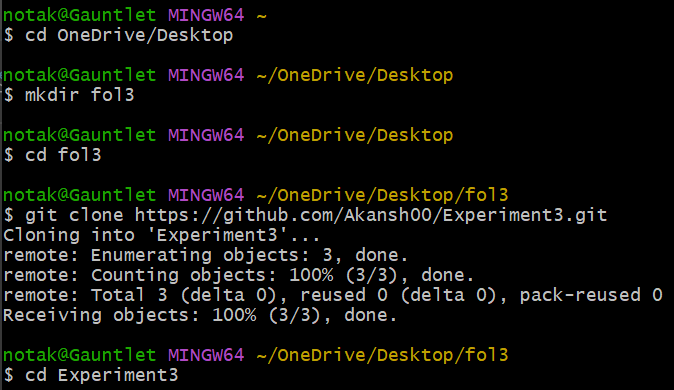 notak@Gauntlet MINGW64 ~
$ cd OneDrive/Desktop
notak@Gauntlet MINGW64 ~/OneDrive/Desktop
$ mkdir fol3
notak@Gauntlet MINGW64 ~/OneDrive/Desktop
$ cd fol3
notak@Gauntlet MINGW64 ~/OneDrive/Desktop/fol3
$ git clone https://github.com/Akansh00/Experiment3.git
Cloning into 'Experiment3'...
remote: Enumerating objects: 3, done.
remote: Counting objects: 100% (3/3), done.
remote: Total 3 (delta 0), reused 0 (delta 0), pack-reused 0
Receiving objects: 100% (3/3), done.
notak@Gauntlet MINGW64 ~/OneDrive/Desktop/fol3
$ cd Experiment3